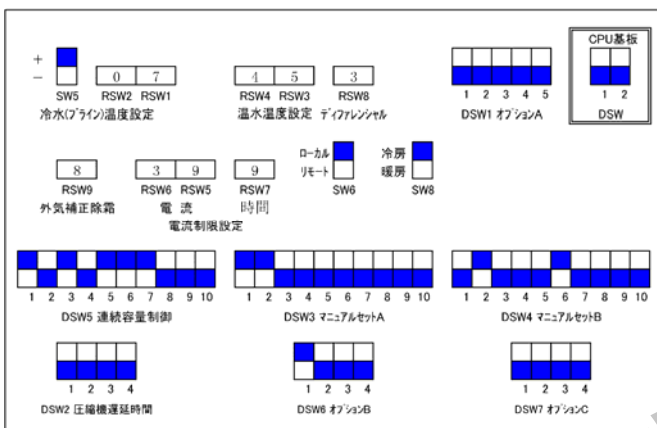 CPU基板
＋
－
0 7
4 5
3
SW5
RSW2 RSW1
RSW4 RSW3
RSW8
1 2 3 4 5
1 2
冷水(ブライン)温度設定
温水温度設定
ディファレンシャル
DSW1 オプションA
DSW
ローカル
リモート
冷房
暖房
8
3 9
9
RSW9
RSW6 RSW5
RSW7
SW6
SW8
外気補正除霜
電 流
時間
電流制限設定
1 2 3 4 5 6 7 8 9 10
1 2 3 4 5 6 7 8 9 10
1 2 3 4 5 6 7 8 9 10
DSW5 連続容量制御
DSW3 マニュアルセットA
DSW4 マニュアルセットB
1 2 3 4
1 2 3 4
1 2 3 4
DSW2 圧縮機遅延時間
DSW6 オプションB
DSW7 オプションC